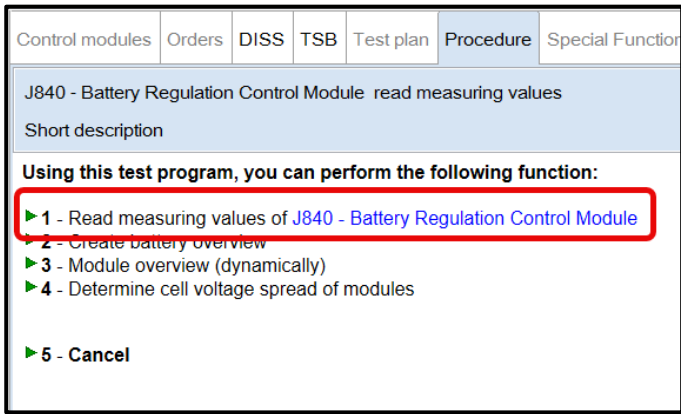 Control modules Orders DISS TSB Test plan Procedure Special Function
J840 - Battery Regulation Control Module read measuring values
Short description
Using this test program, you can perform the following function:
1 - Read measuring values of J840 - Battery Regulation Control Module
2 - Create battery overview
3 - Module overview (dynamically)
4 - Determine cell voltage spread of modules
5 - Cancel